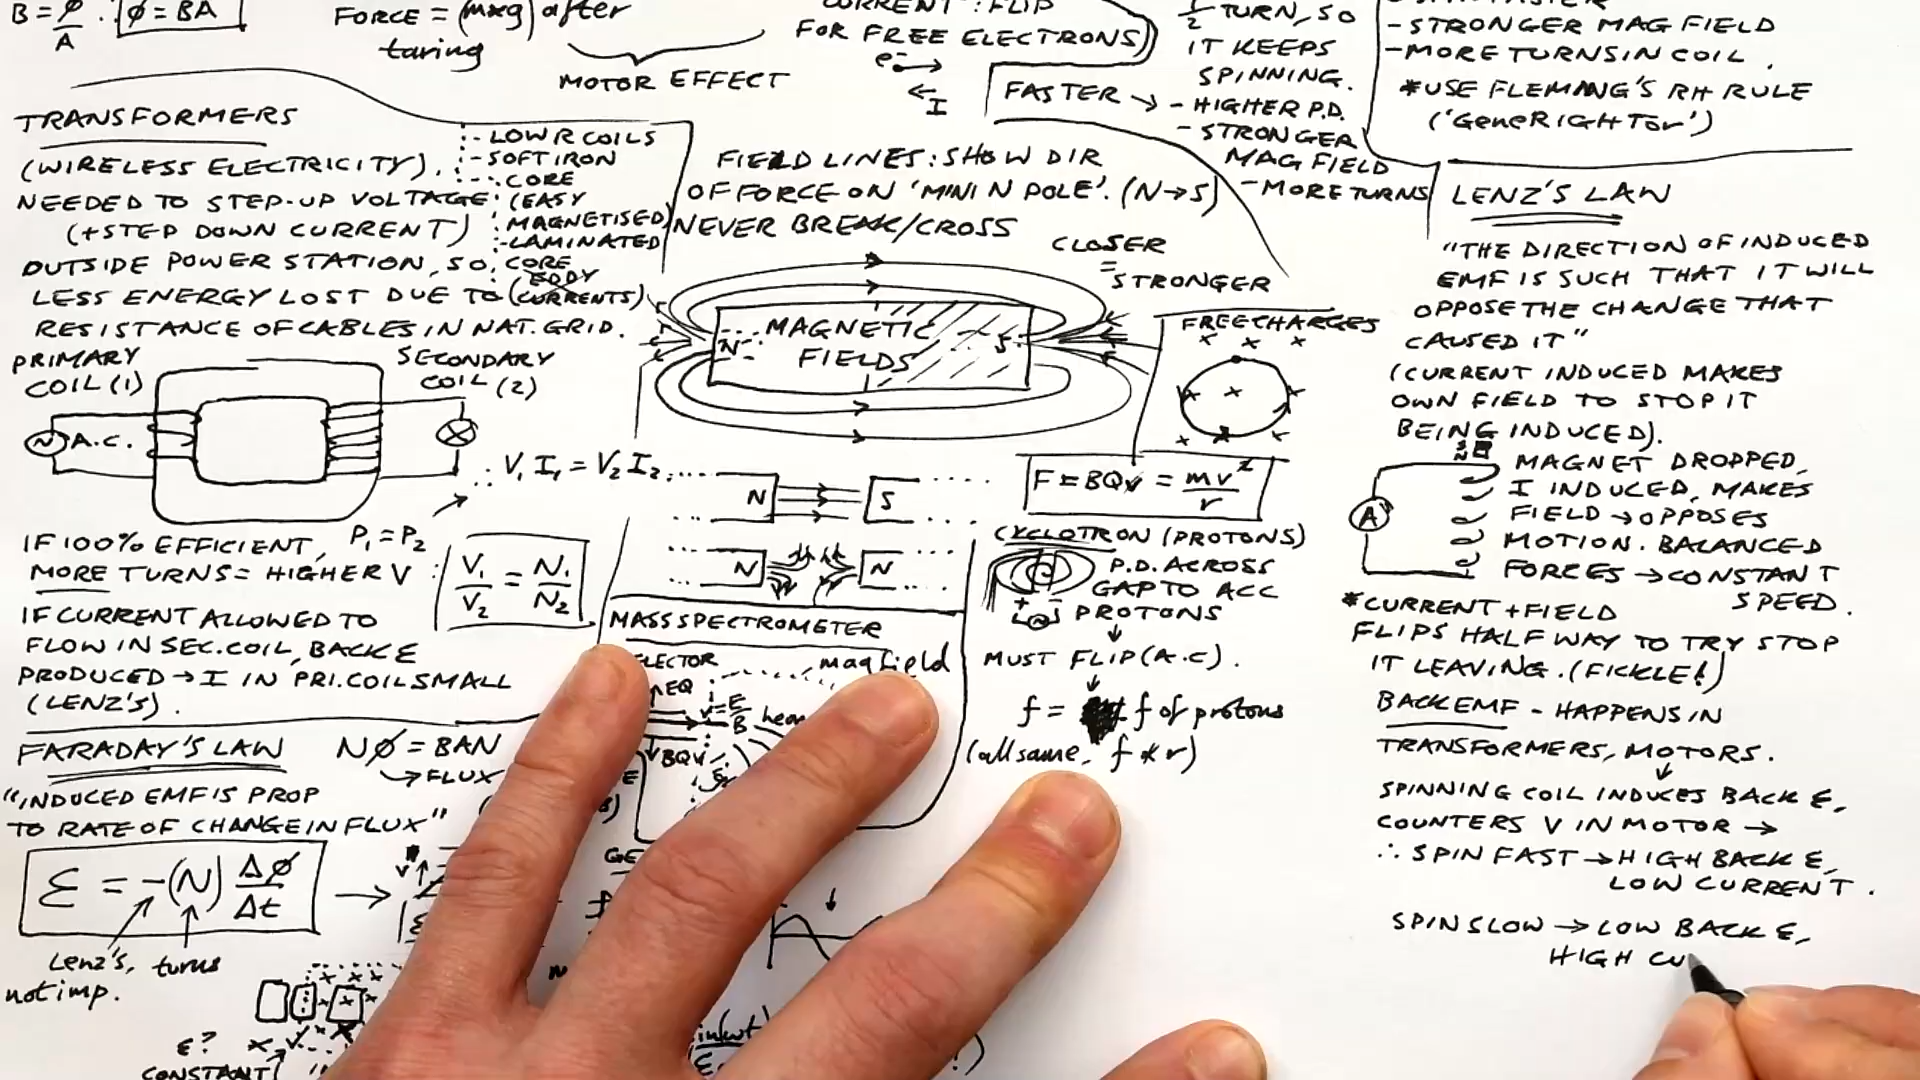 B = φ/A ∴ φ = BA
FORCE = (m×g) after
taring
MOTOR EFFECT
CURRENT : FLIP
FOR FREE ELECTRONS)
e-
I
FASTER →
1/2 TURN, SO
IT KEEPS
SPINNING.
- HIGHER P.D.
- STRONGER
MAG FIELD
- MORE TURNS
- STRONGER MAG FIELD
- MORE TURNS IN COIL.
*USE FLEMING'S RH RULE
('GeneRIGHTor')
TRANSFORMERS
(WIRELESS ELECTRICITY).
NEEDED TO STEP-UP VOLTAGE
(+STEP DOWN CURRENT)
OUTSIDE POWER STATION, SO
LESS ENERGY LOST DUE TO
RESISTANCE OF CABLES IN NAT. GRID.
- LOW R COILS
- SOFT IRON
CORE
(EASY
MAGNETISED)
- LAMINATED
CORE
(EDDY
CURRENTS)
PRIMARY
COIL (1)
SECONDARY
COIL (2)
A.C.
∴ V₁I₁ = V₂I₂
IF 100% EFFICIENT, P₁ = P₂
MORE TURNS = HIGHER V
V₁/V₂ = N₁/N₂
IF CURRENT ALLOWED TO
FLOW IN SEC. COIL, BACK ε
PRODUCED → I IN PRI. COIL SMALL
(LENZ'S).
FARADAY'S LAW
Nφ = BAN
→ FLUX
"INDUCED EMF IS PROP
TO RATE OF CHANGE IN FLUX"
ε = -(N) Δφ/Δt
Lenz's, turns
not imp.
ε?
CONSTANT
FIELD LINES: SHOW DIR
OF FORCE ON 'MINI N POLE'. (N→S)
NEVER BREAK/CROSS
CLOSER
=
STRONGER
MAGNETIC
FIELDS
N
S
N
S
N
N
MASS SPECTROMETER
mag field
EQ
v = E/B
BQv
FREE CHARGES
F = BQv = mv²/r
CYCLOTRON (PROTONS)
P.D. ACROSS
GAP TO ACC
PROTONS
↓
MUST FLIP (A.C).
↓
f = f of protons
(all same,
LENZ'S LAW
"THE DIRECTION OF INDUCED
EMF IS SUCH THAT IT WILL
OPPOSE THE CHANGE THAT
CAUSED IT"
(CURRENT INDUCED MAKES
OWN FIELD TO STOP IT
BEING INDUCED).
A
MAGNET DROPPED,
I INDUCED, MAKES
FIELD → OPPOSES
MOTION. BALANCED
FORCES → CONSTANT
SPEED.
*CURRENT + FIELD
FLIPS HALF WAY TO TRY STOP
IT LEAVING. (FICKLE!)
BACK EMF - HAPPENS IN
TRANSFORMERS, MOTORS.
↓
SPINNING COIL INDUCES BACK ε,
COUNTERS V IN MOTOR →
∴ SPIN FAST → HIGH BACK ε,
LOW CURRENT.
SPIN SLOW → LOW BACK ε,
HIGH CU